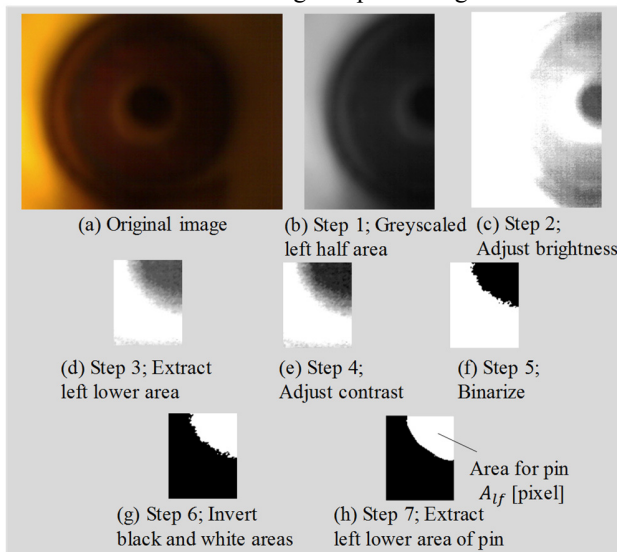 (a) Original image
(b) Step 1; Greyscaled
left half area
(c) Step 2;
Adjust brightness
(d) Step 3; Extract
left lower area
(e) Step 4;
Adjust contrast
(f) Step 5;
Binarize
Area for pin
A_lf [pixel]
(g) Step 6; Invert
black and white areas
(h) Step 7; Extract
left lower area of pin